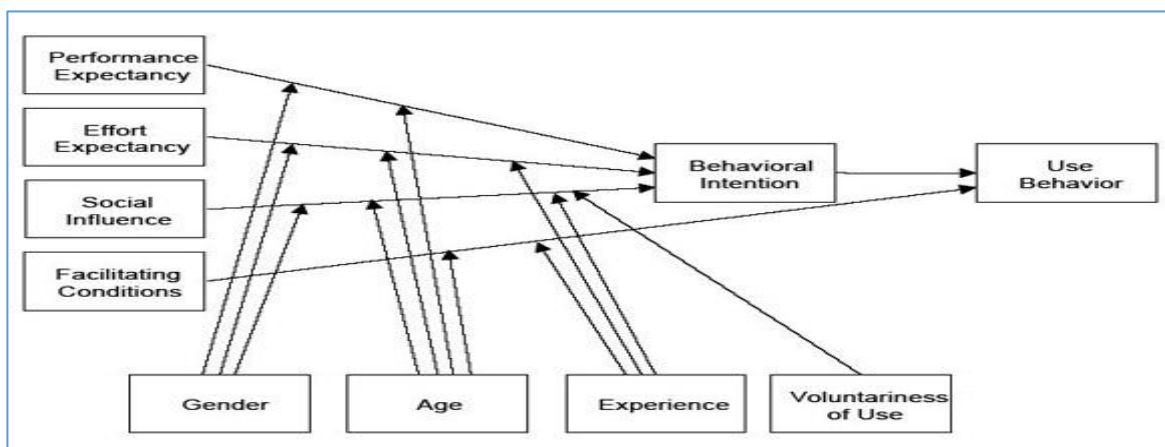 Performance
Expectancy
Effort
Expectancy
Social
Influence
Facilitating
Conditions
Behavioral
Intention
Use
Behavior
Gender
Age
Experience
Voluntariness
of Use